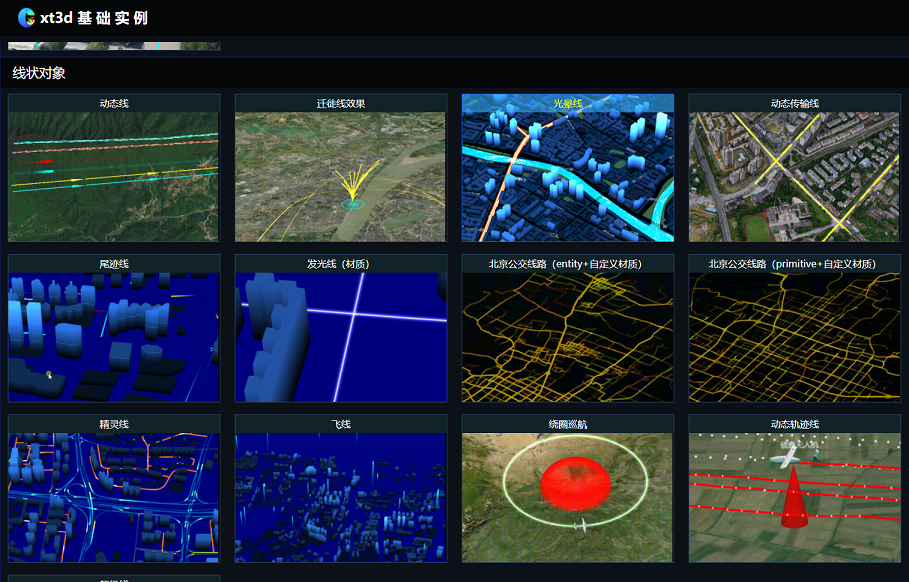 xt3d 基 础 实 例
线状对象
动态线
迁徙线效果
光晕线
动态传输线
尾迹线
发光线（材质）
北京公交线路（entity+自定义材质）
北京公交线路（primitive+自定义材质）
精灵线
飞线
绕圈巡航
动态轨迹线